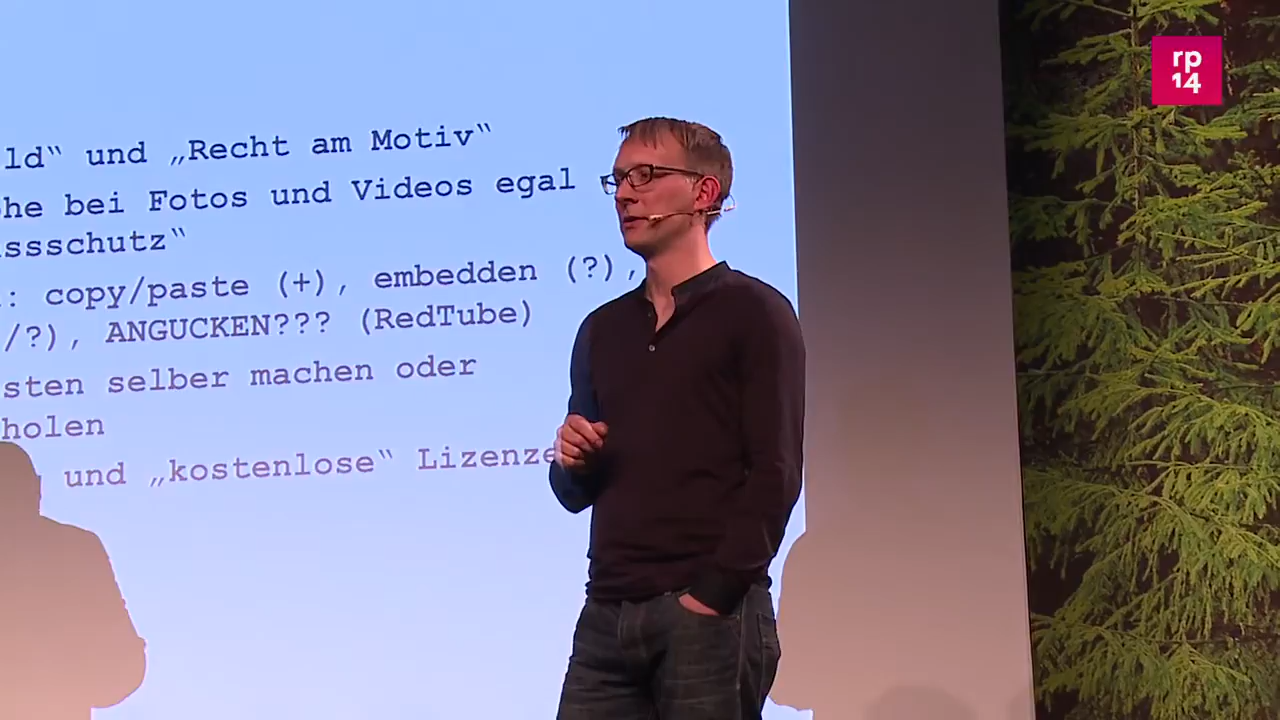 ld“ und „Recht am Motiv“
he bei Fotos und Videos egal
ssschutz“
: copy/paste (+), embedden (?),
/?), ANGUCKEN??? (RedTube)
sten selber machen oder
holen
und „kostenlose“ Lizenze
rp
14